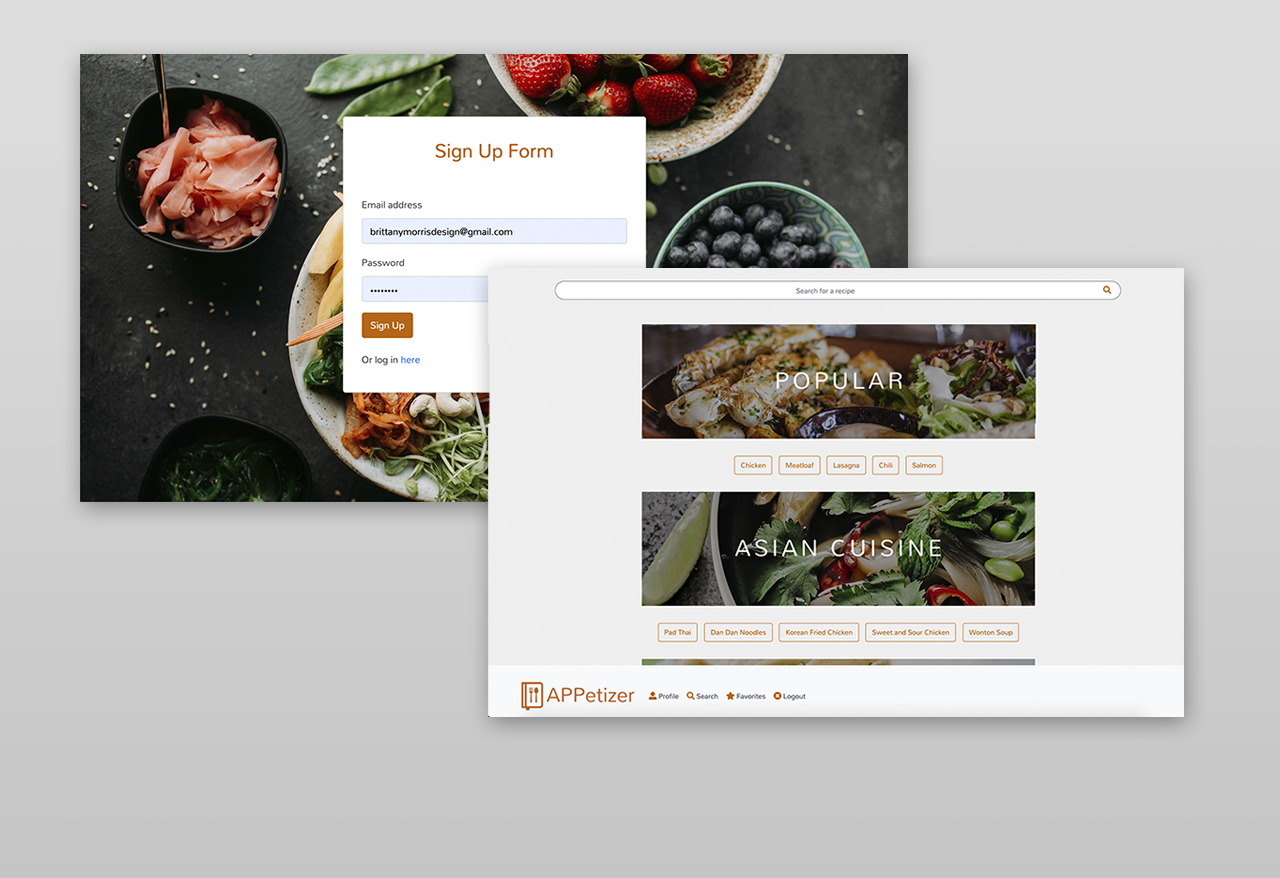 Sign Up Form
Email address
brittanymorrisdesign@gmail.com
Password
••••••••
Sign Up
Or log in here
Search for a recipe
POPULAR
Chicken Meatloaf Lasagna Chili Salmon
ASIAN CUISINE
Pad Thai Dan Dan Noodles Korean Fried Chicken Sweet and Sour Chicken Wonton Soup
APPetizer Profile Search Favorites Logout